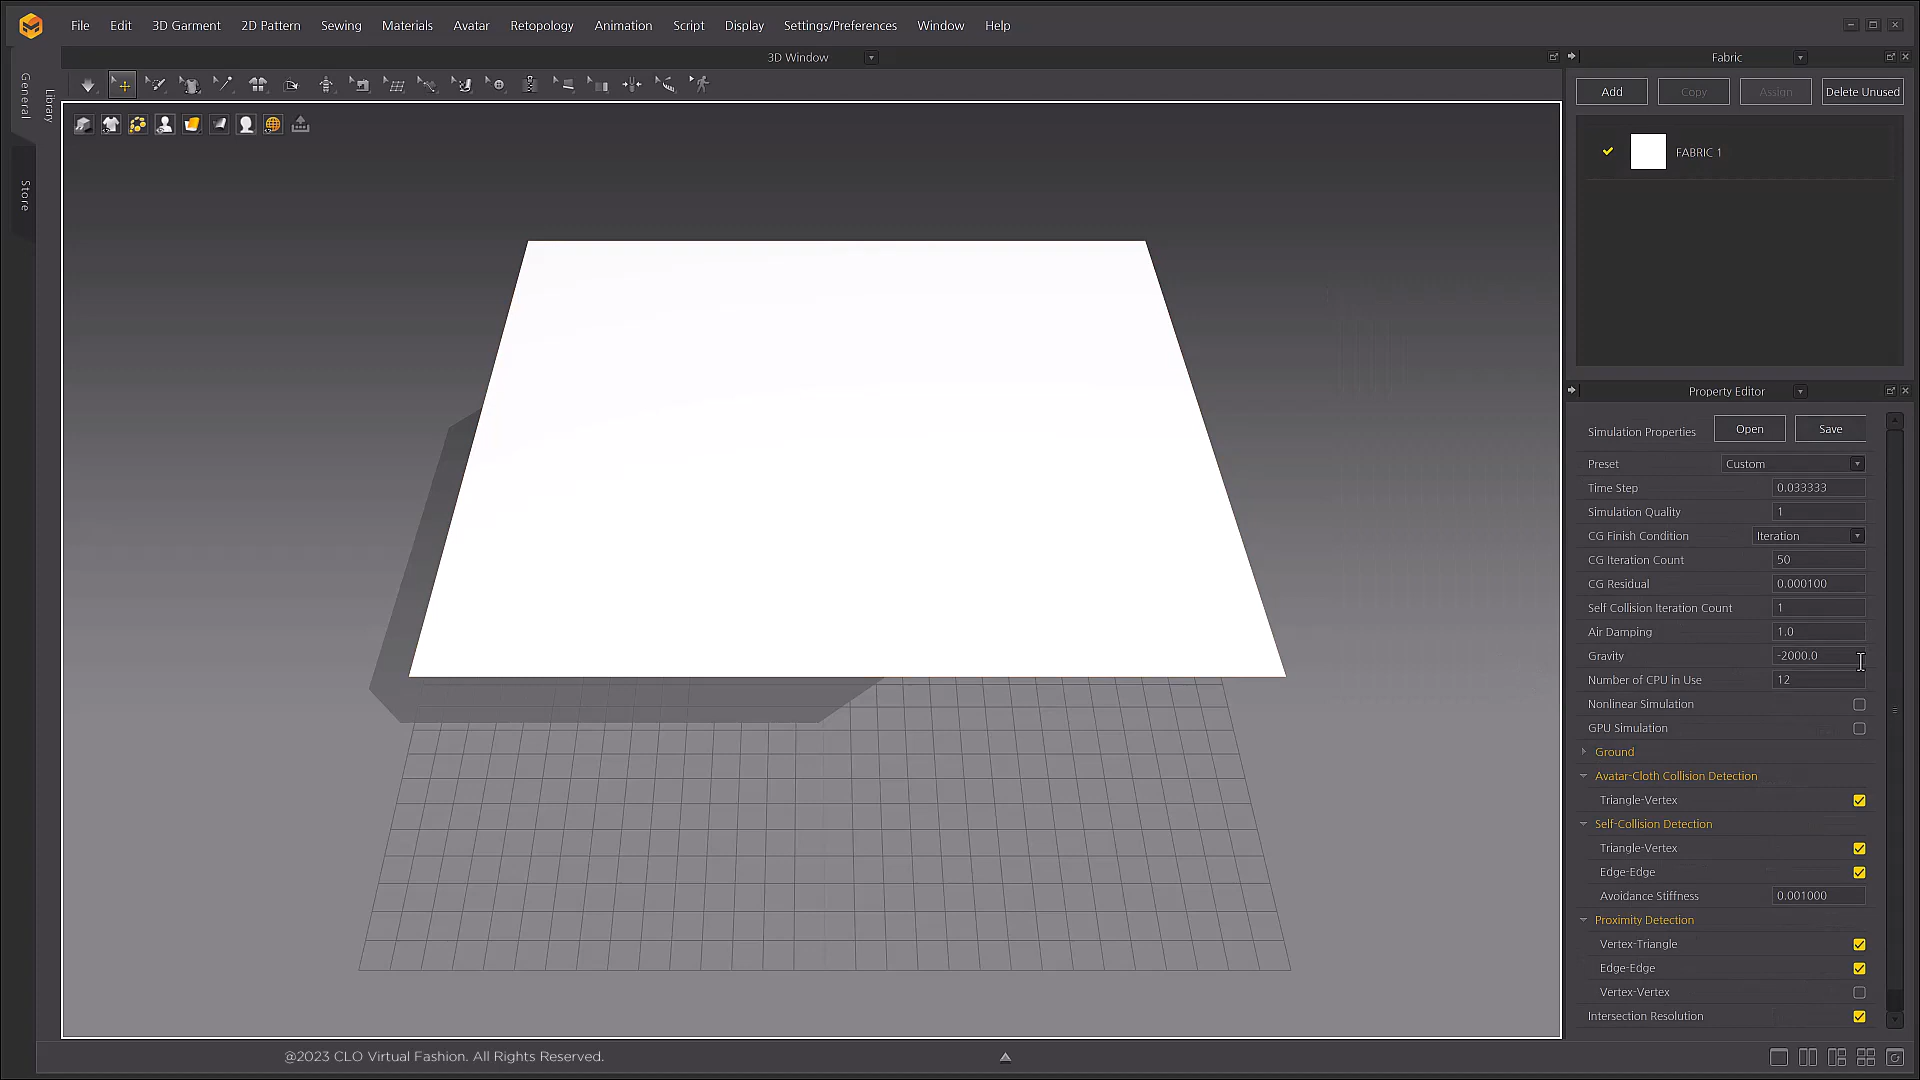 File Edit 3D Garment 2D Pattern Sewing Materials Avatar Retopology Animation Script Display Settings/Preferences Window Help
General
Library
Store
3D Window
Fabric
Add Copy Assign Delete Unused
FABRIC 1
Property Editor
Simulation Properties Open Save
Preset Custom
Time Step 0.033333
Simulation Quality 1
CG Finish Condition Iteration
CG Iteration Count 50
CG Residual 0.000100
Self Collision Iteration Count 1
Air Damping 1.0
Gravity -2000.0
Number of CPU in Use 12
Nonlinear Simulation
GPU Simulation
Ground
Avatar-Cloth Collision Detection
Triangle-Vertex
Self-Collision Detection
Triangle-Vertex
Edge-Edge
Avoidance Stiffness 0.001000
Proximity Detection
Vertex-Triangle
Edge-Edge
Vertex-Vertex
Intersection Resolution
@2023 CLO Virtual Fashion. All Rights Reserved.